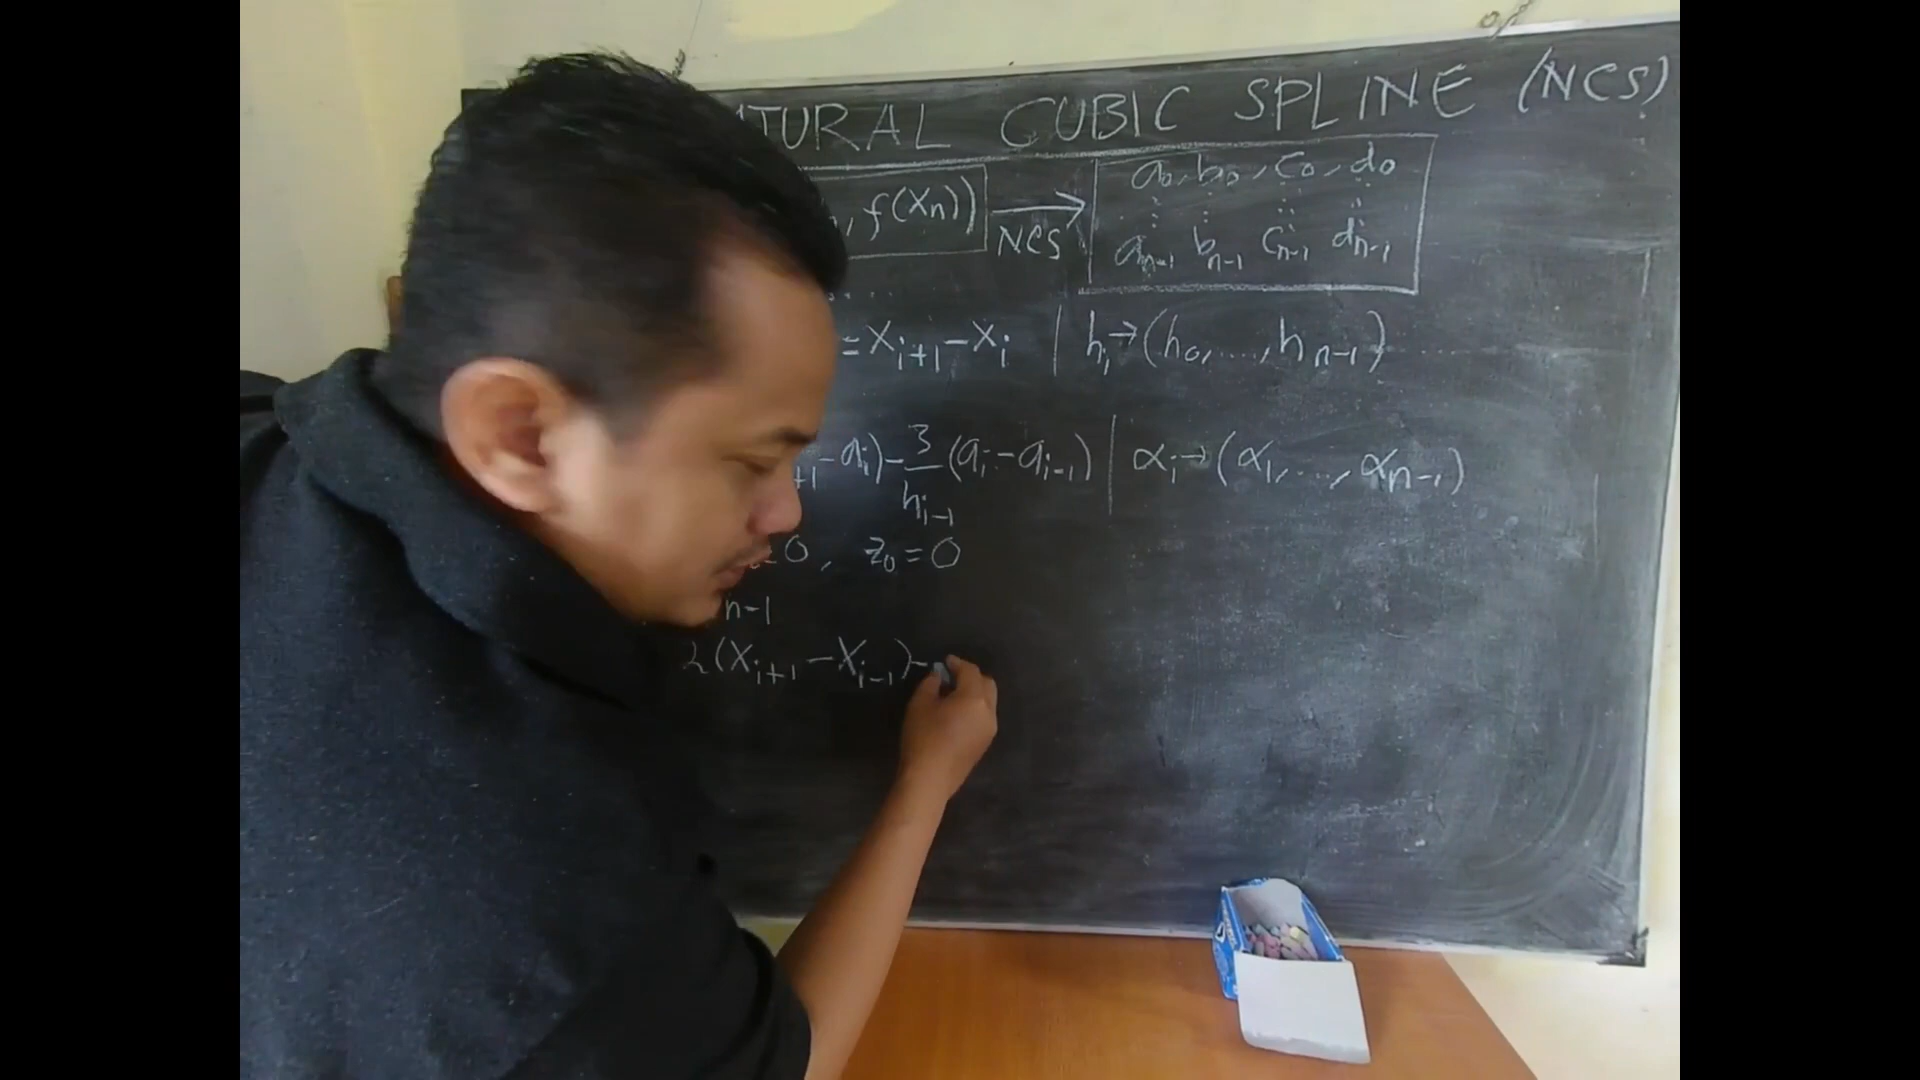 TURAL CUBIC SPLINE (NCS)
, f(xn)) → NCS a0, b0, c0, d0
an-1 bn-1 cn-1 dn-1
= xi+1 - xi | hi → (h0, ..., hn-1)
+1 - ai) - 3/hi-1 (ai - ai-1) | αi → (α1, ..., αn-1)
= 0, z0 = 0
n-1
2(xi+1 - xi-1) -